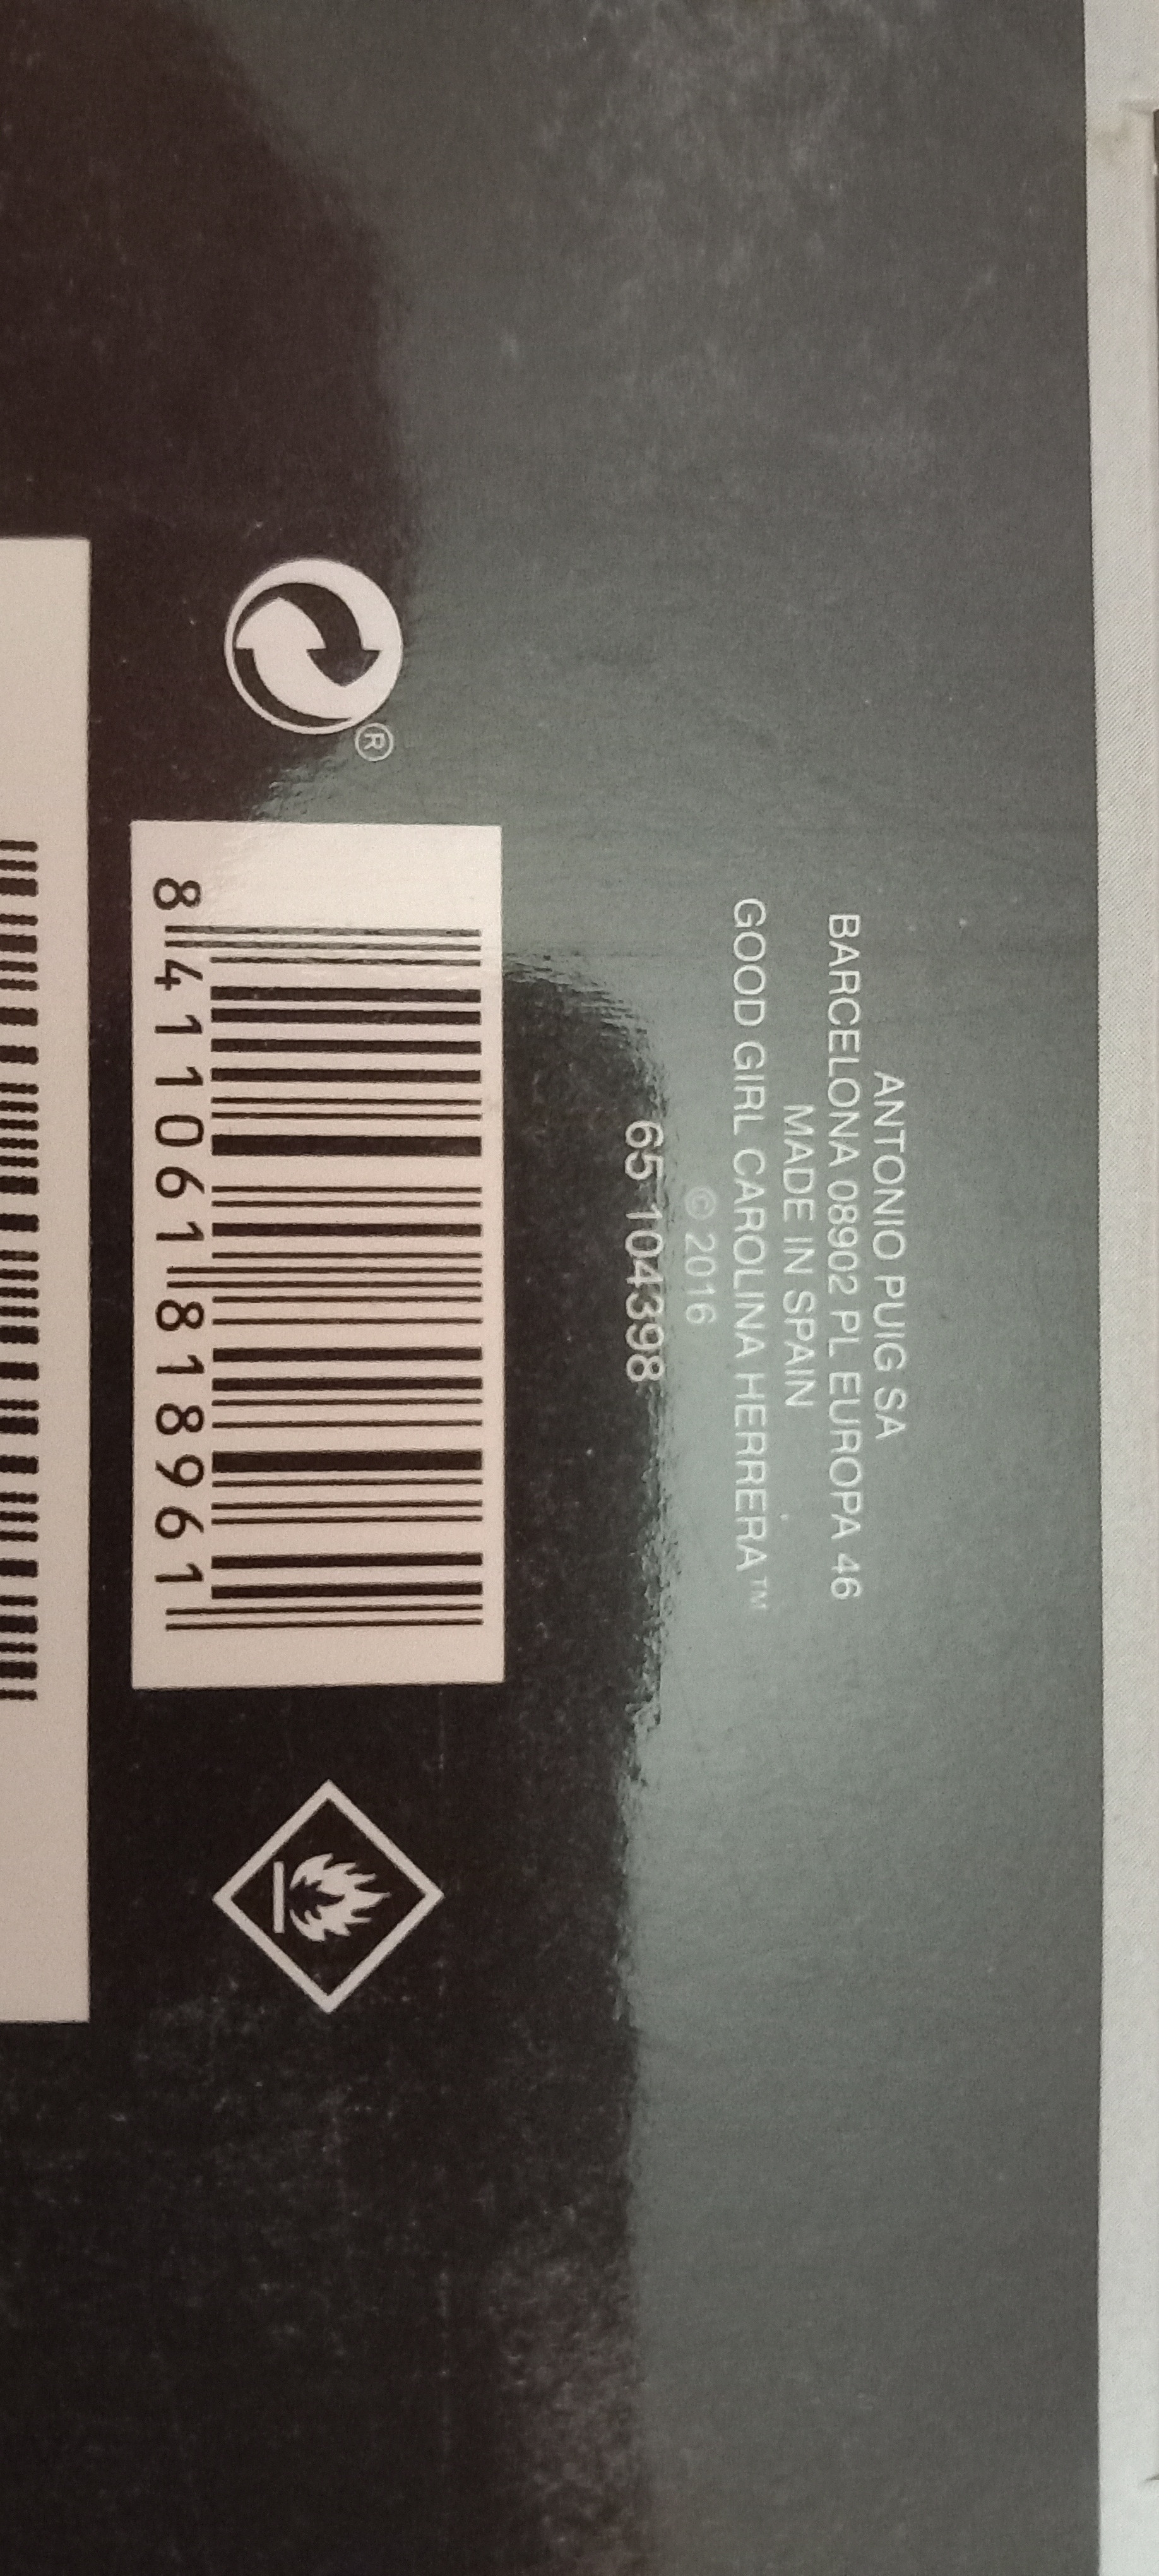 ANTONIO PUIG SA
BARCELONA 08902 PL EUROPA 46
MADE IN SPAIN
GOOD GIRL CAROLINA HERRERA™
© 2016
65 104398
®
8 411061 818961